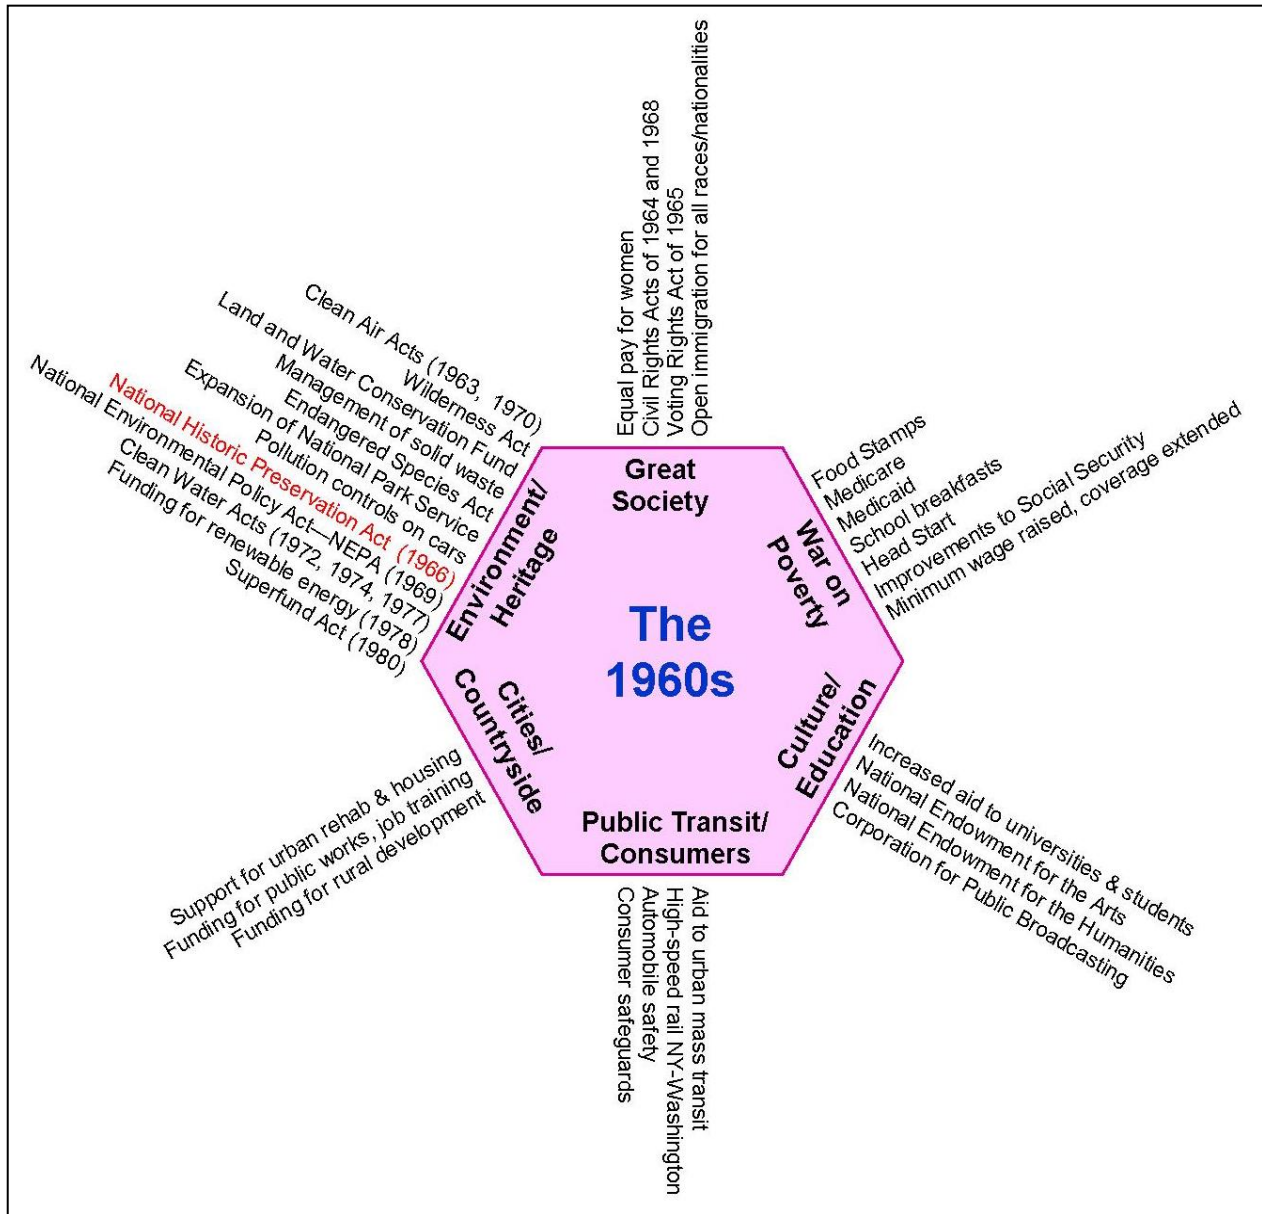 Equal pay for women
Civil Rights Acts of 1964 and 1968
Voting Rights Act of 1965
Open immigration for all races/nationalities
Clean Air Acts (1963, 1970)
Wilderness Act
Land and Water Conservation Fund
Management of solid waste
Endangered Species Act
Expansion of National Park Service
Pollution controls on cars
National Historic Preservation Act (1966)
National Environmental Policy Act—NEPA (1969)
Clean Water Acts (1972, 1974, 1977)
Funding for renewable energy (1978)
Superfund Act (1980)
Food Stamps
Medicare
Medicaid
School breakfasts
Head Start
Improvements to Social Security
Minimum wage raised, coverage extended
Great
Society
Environment/
Heritage
War on
Poverty
The
1960s
Cities/
Countryside
Culture/
Education
Public Transit/
Consumers
Support for urban rehab & housing
Funding for public works, job training
Funding for rural development
Increased aid to universities & students
National Endowment for the Arts
National Endowment for the Humanities
Corporation for Public Broadcasting
Aid to urban mass transit
High-speed rail NY-Washington
Automobile safety
Consumer safeguards